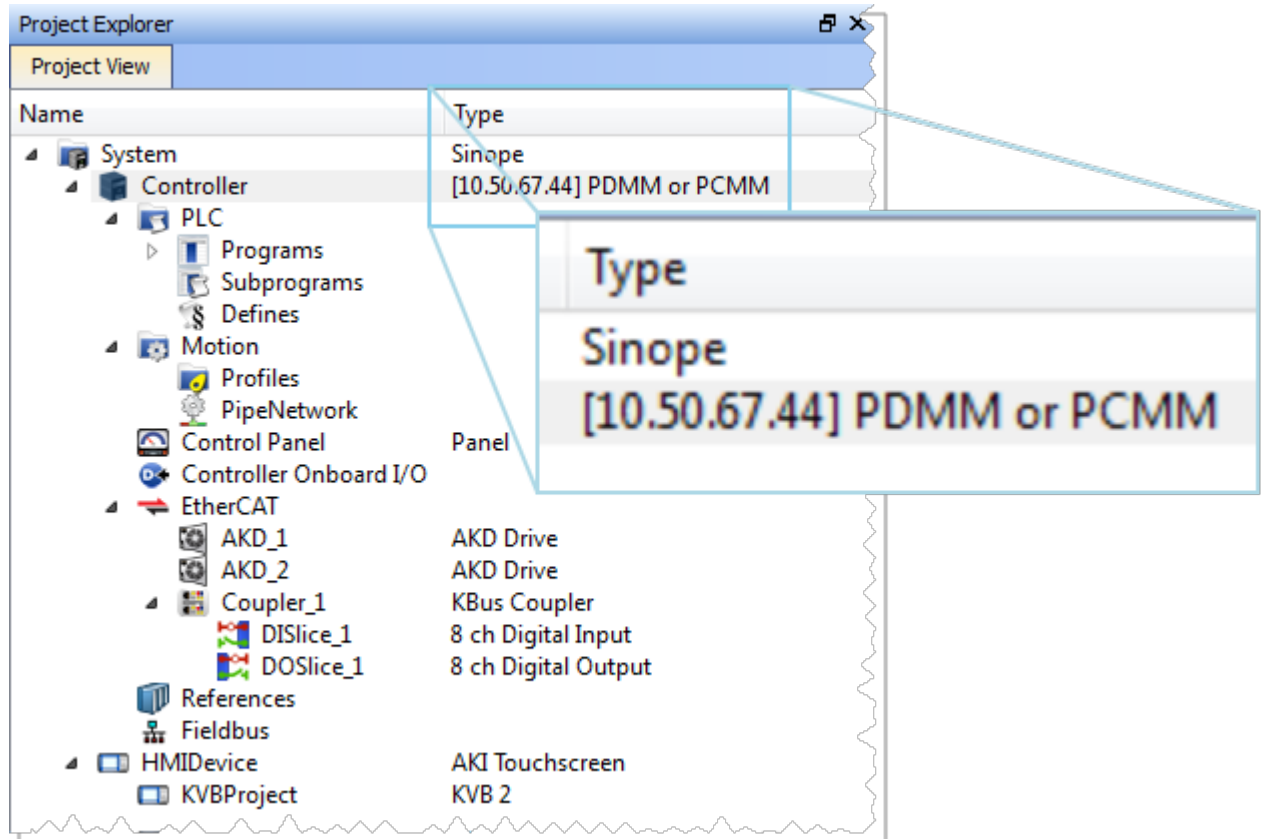 Project Explorer
Project View
Name Type
System Sinope
Controller [10.50.67.44] PDMM or PCMM
PLC
Programs
Subprograms
Defines
Motion
Profiles
PipeNetwork
Control Panel Panel
Controller Onboard I/O
EtherCAT
AKD_1 AKD Drive
AKD_2 AKD Drive
Coupler_1 KBus Coupler
DISlice_1 8 ch Digital Input
DOSlice_1 8 ch Digital Output
References
Fieldbus
HMIDevice AKI Touchscreen
KVBProject KVB 2
Type
Sinope
[10.50.67.44] PDMM or PCMM